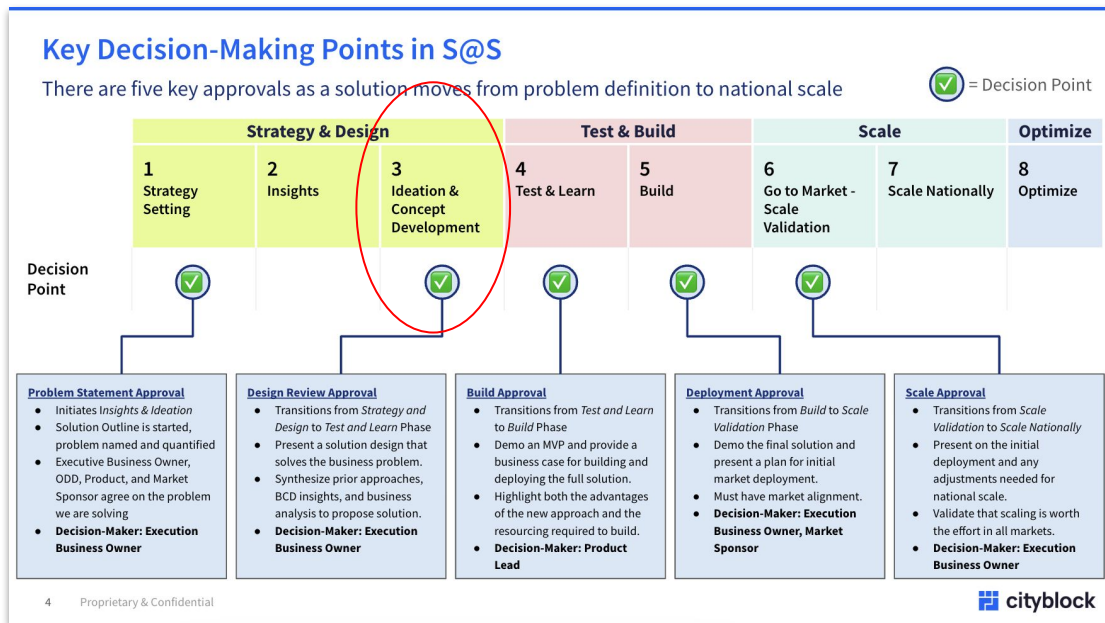 Key Decision-Making Points in S@S
There are five key approvals as a solution moves from problem definition to national scale
= Decision Point
Strategy & Design
Test & Build
Scale
Optimize
1
Strategy
Setting
2
Insights
3
Ideation &
Concept
Development
4
Test & Learn
5
Build
6
Go to Market -
Scale
Validation
7
Scale Nationally
8
Optimize
Decision
Point
Problem Statement Approval
● Initiates Insights & Ideation
● Solution Outline is started,
problem named and quantified
● Executive Business Owner,
ODD, Product, and Market
Sponsor agree on the problem
we are solving
● Decision-Maker: Execution
Business Owner
Design Review Approval
● Transitions from Strategy and
Design to Test and Learn Phase
● Present a solution design that
solves the business problem.
● Synthesize prior approaches,
BCD insights, and business
analysis to propose solution.
● Decision-Maker: Execution
Business Owner
Build Approval
● Transitions from Test and Learn
to Build Phase
● Demo an MVP and provide a
business case for building and
deploying the full solution.
● Highlight both the advantages
of the new approach and the
resourcing required to build.
● Decision-Maker: Product
Lead
Deployment Approval
● Transitions from Build to Scale
Validation Phase
● Demo the final solution and
present a plan for initial
market deployment.
● Must have market alignment.
● Decision-Maker: Execution
Business Owner, Market
Sponsor
Scale Approval
● Transitions from Scale
Validation to Scale Nationally
● Present on the initial
deployment and any
adjustments needed for
national scale.
● Validate that scaling is worth
the effort in all markets.
● Decision-Maker: Execution
Business Owner
4
Proprietary & Confidential
cityblock